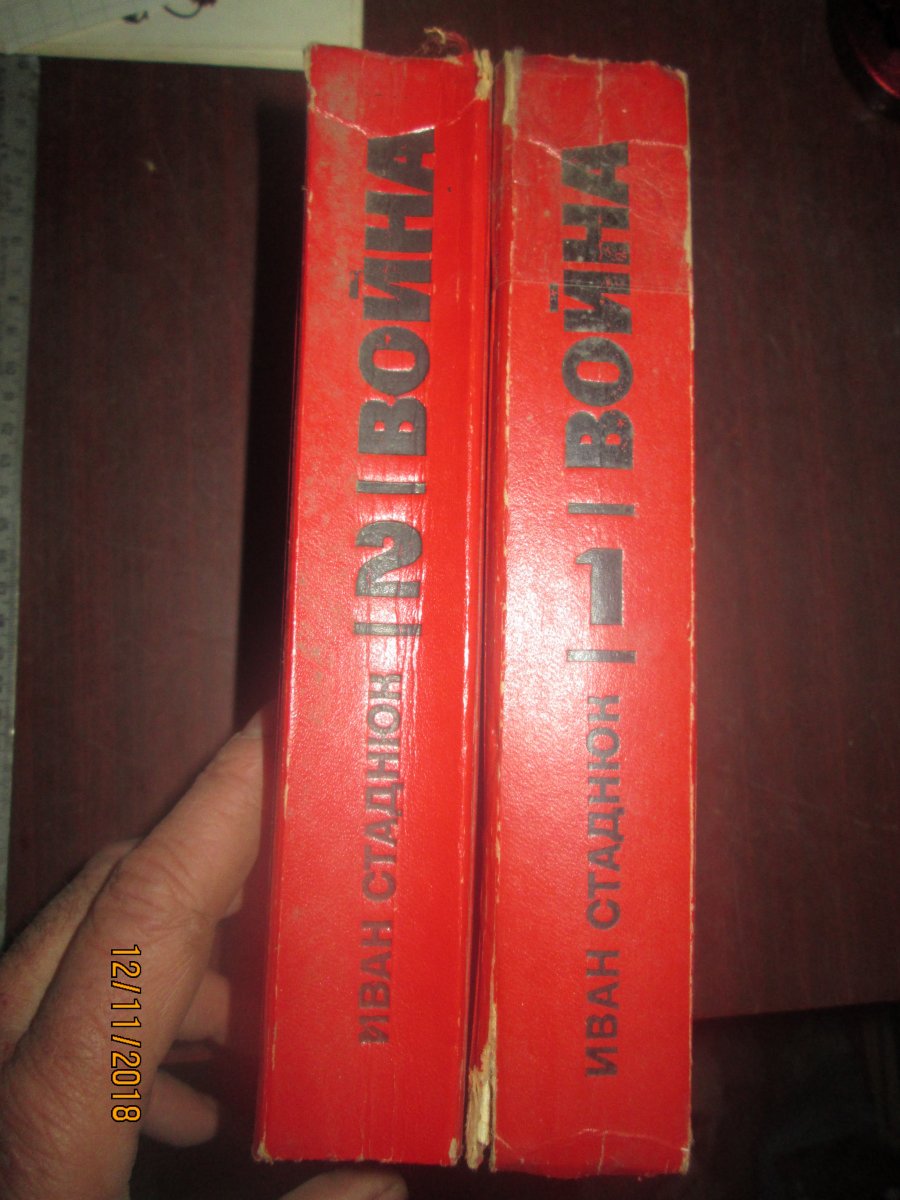 ИВАН СТАДНЮК | 2 | ВОЙНА
ИВАН СТАДНЮК | 1 | ВОЙНА
12/11/2018